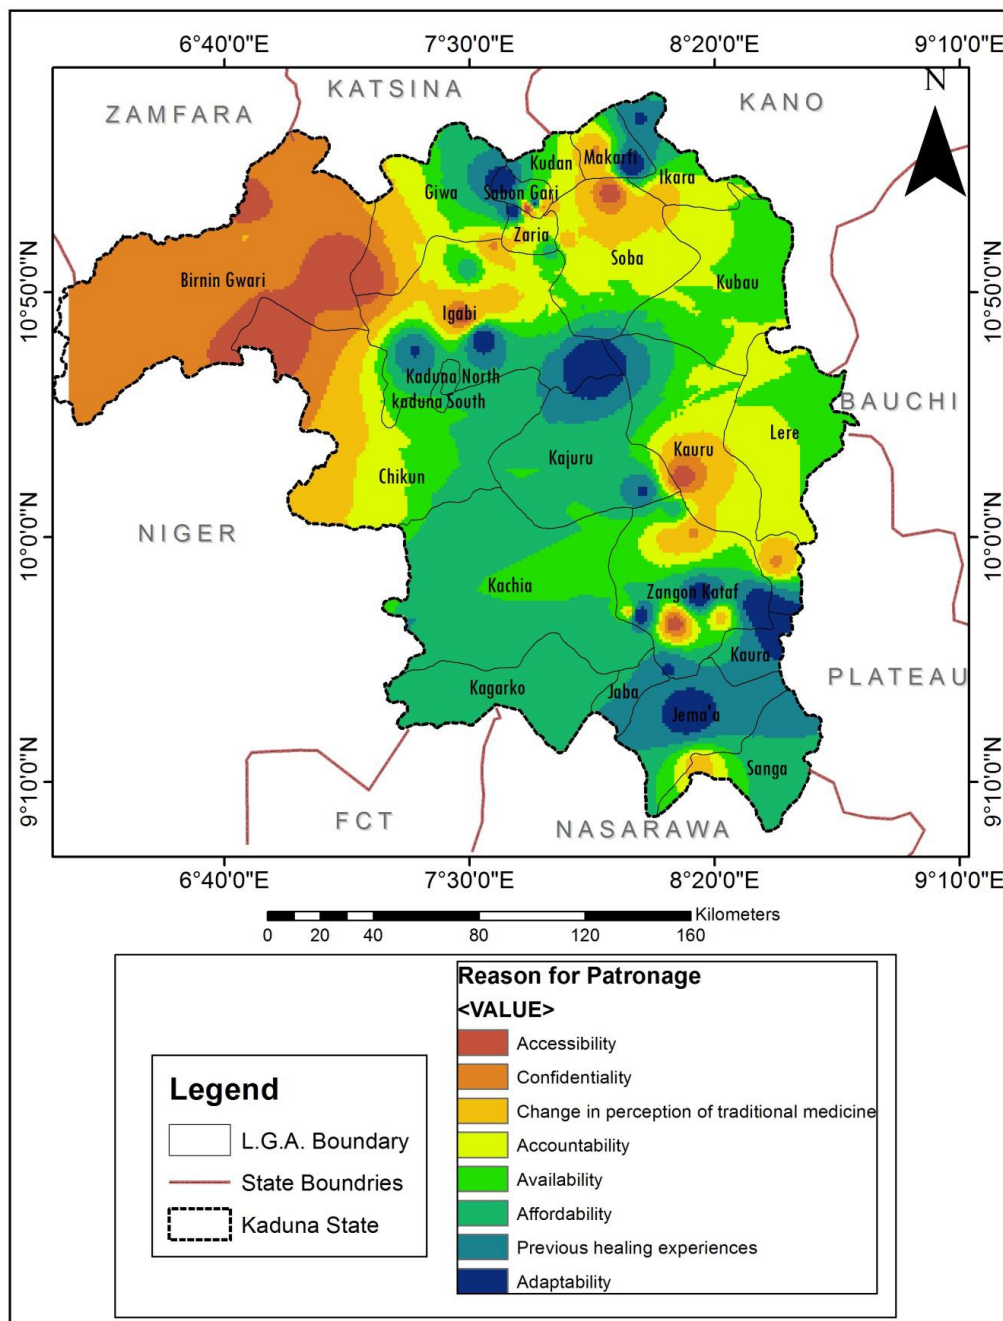 6°40'0"E
7°30'0"E
8°20'0"E
9°10'0"E
N
ZAMFARA
KATSINA
KANO
Kudan
Makarfi
Ikara
Giwa
Sabon Gari
Zaria
Soba
Birnin Gwari
Kubau
10°50'0"N
10°50'0"N
Igabi
Kaduna North
kaduna South
BAUCHI
Kauru
Lere
Kajuru
Chikun
NIGER
10°0'0"N
10°0'0"N
Kachia
Zangon Kataf
Kaura
PLATEAU
Kagarko
Jaba
Jema'a
Sanga
9°10'0"N
9°10'0"N
FCT
NASARAWA
6°40'0"E
7°30'0"E
8°20'0"E
9°10'0"E
Kilometers
0 20 40 80 120 160
Legend
L.G.A. Boundary
State Boundries
Kaduna State
Reason for Patronage
<VALUE>
Accessibility
Confidentiality
Change in perception of traditional medicine
Accountability
Availability
Affordability
Previous healing experiences
Adaptability